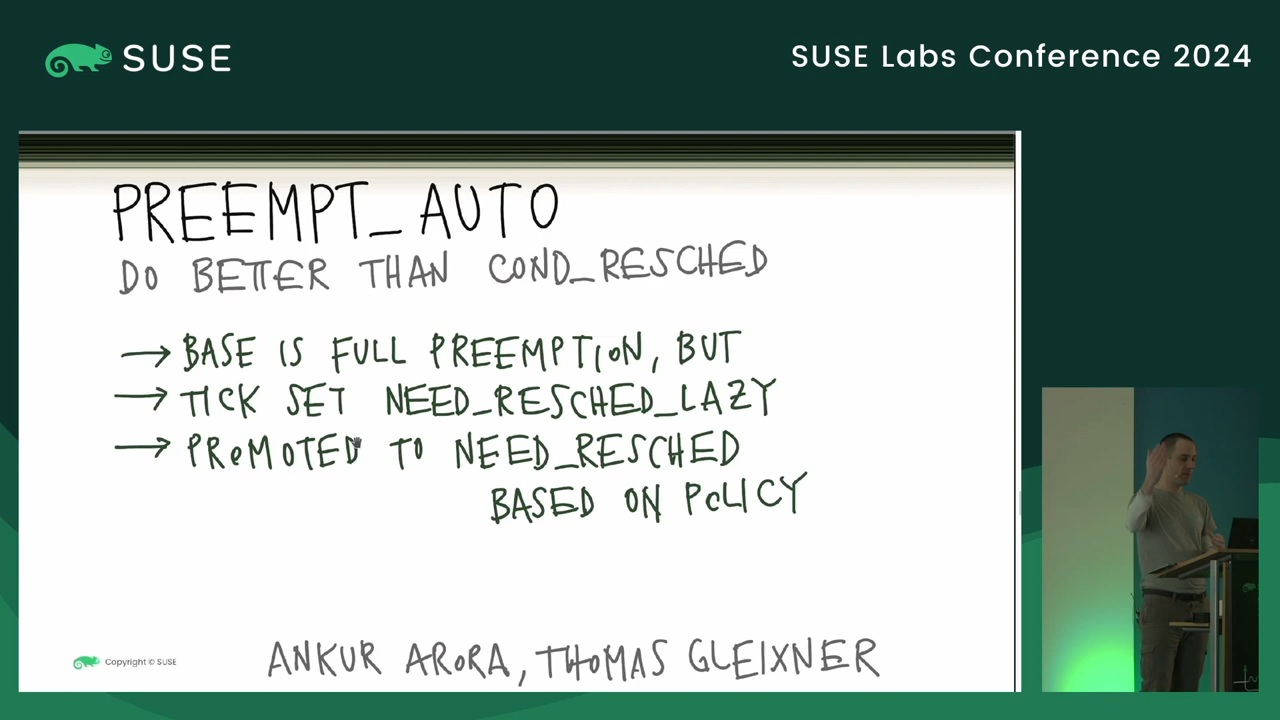 SUSE
SUSE Labs Conference 2024
PREEMPT_AUTO
DO BETTER THAN COND_RESCHED
→ BASE IS FULL PREEMPTION, BUT
→ TICK SET NEED_RESCHED_LAZY
→ PROMOTED TO NEED_RESCHED
BASED ON POLICY
Copyright © SUSE
ANKUR ARORA, THOMAS GLEIXNER